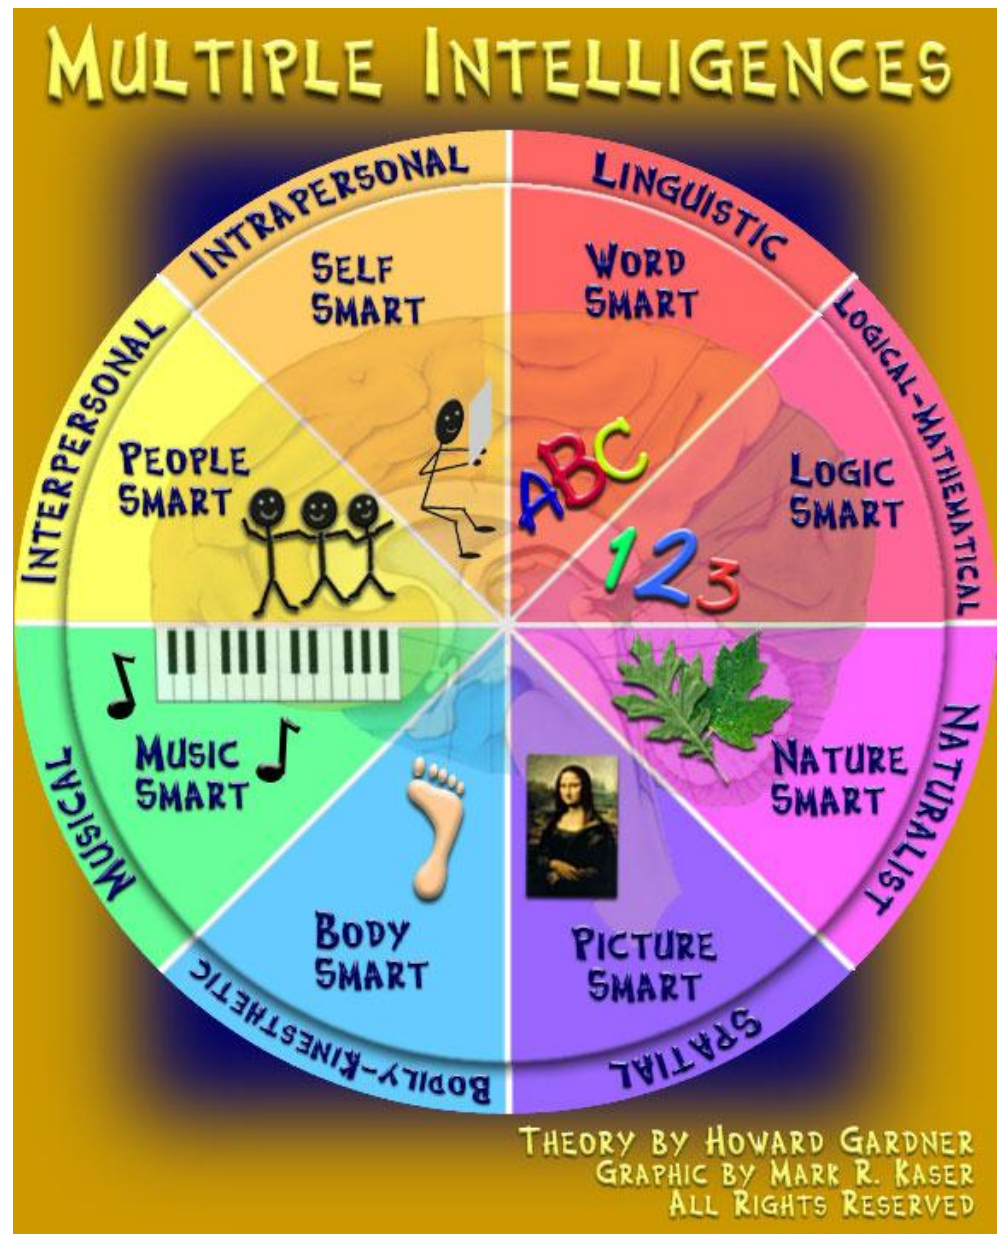 MULTIPLE INTELLIGENCES
INTRAPERSONAL
SELF
SMART
LINGUISTIC
WORD
SMART
LOGICAL-MATHEMATICAL
LOGIC
SMART
INTERPERSONAL
PEOPLE
SMART
ABC
123
MUSICAL
MUSIC
SMART
NATURALIST
NATURE
SMART
BODILY-KINESTHETIC
BODY
SMART
SPATIAL
PICTURE
SMART
THEORY BY HOWARD GARDNER
GRAPHIC BY MARK R. KASER
ALL RIGHTS RESERVED